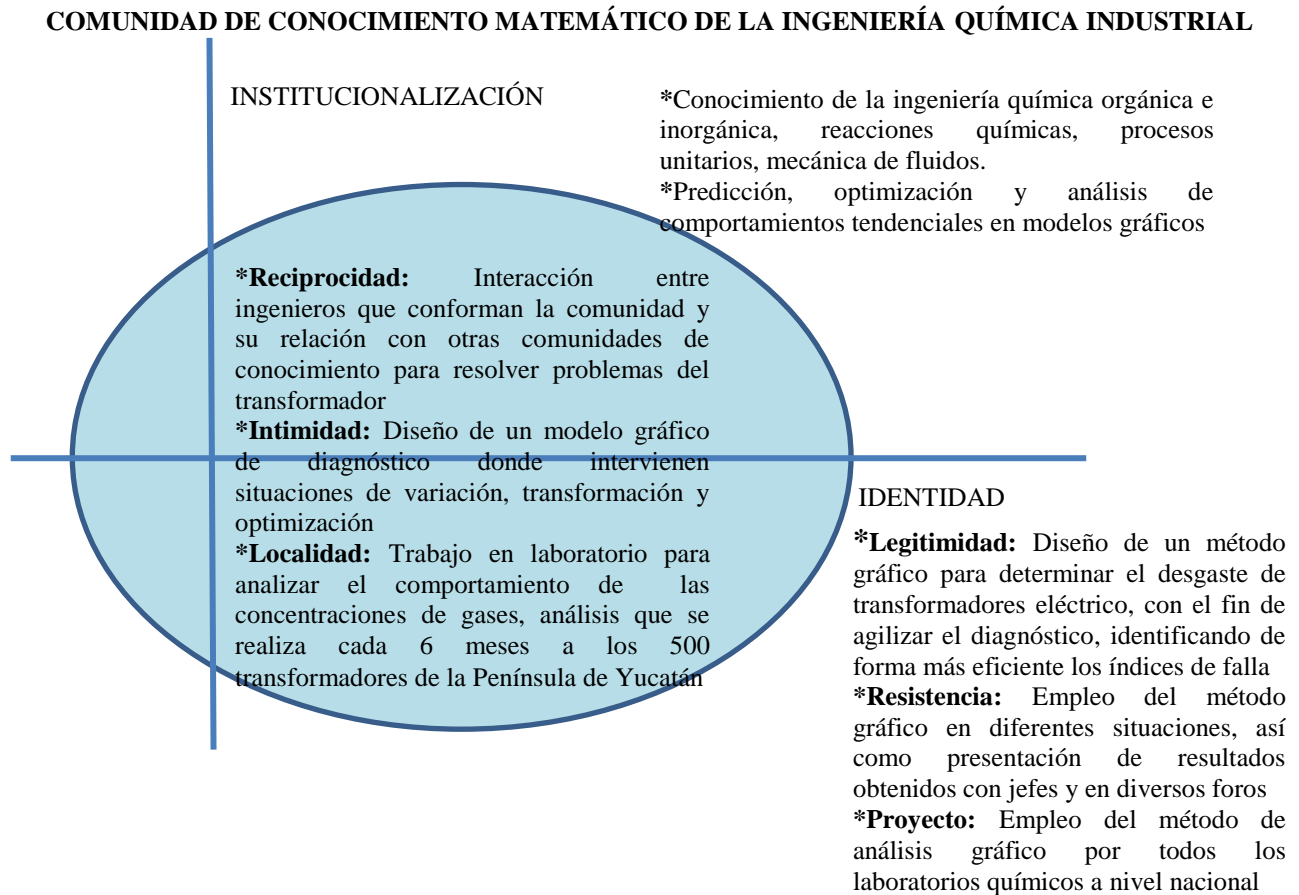 COMUNIDAD DE CONOCIMIENTO MATEMÁTICO DE LA INGENIERÍA QUÍMICA INDUSTRIAL
INSTITUCIONALIZACIÓN
*Conocimiento de la ingeniería química orgánica e
inorgánica, reacciones químicas, procesos
unitarios, mecánica de fluidos.
*Predicción, optimización y análisis de
comportamientos tendenciales en modelos gráficos
*Reciprocidad: Interacción entre
ingenieros que conforman la comunidad y
su relación con otras comunidades de
conocimiento para resolver problemas del
transformador
*Intimidad: Diseño de un modelo gráfico
de diagnóstico donde intervienen
situaciones de variación, transformación y
optimización
*Localidad: Trabajo en laboratorio para
analizar el comportamiento de las
concentraciones de gases, análisis que se
realiza cada 6 meses a los 500
transformadores de la Península de Yucatán
IDENTIDAD
*Legitimidad: Diseño de un método
gráfico para determinar el desgaste de
transformadores eléctrico, con el fin de
agilizar el diagnóstico, identificando de
forma más eficiente los índices de falla
*Resistencia: Empleo del método
gráfico en diferentes situaciones, así
como presentación de resultados
obtenidos con jefes y en diversos foros
*Proyecto: Empleo del método de
análisis gráfico por todos los
laboratorios químicos a nivel nacional